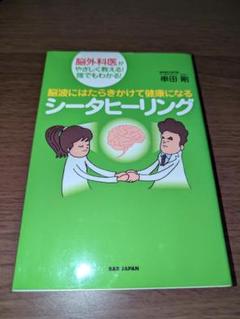 脳外科医が
やさしく教える!
誰でもわかる!
串田 剛
脳波にはたらきかけて健康になる
シータヒーリング
BAB JAPAN